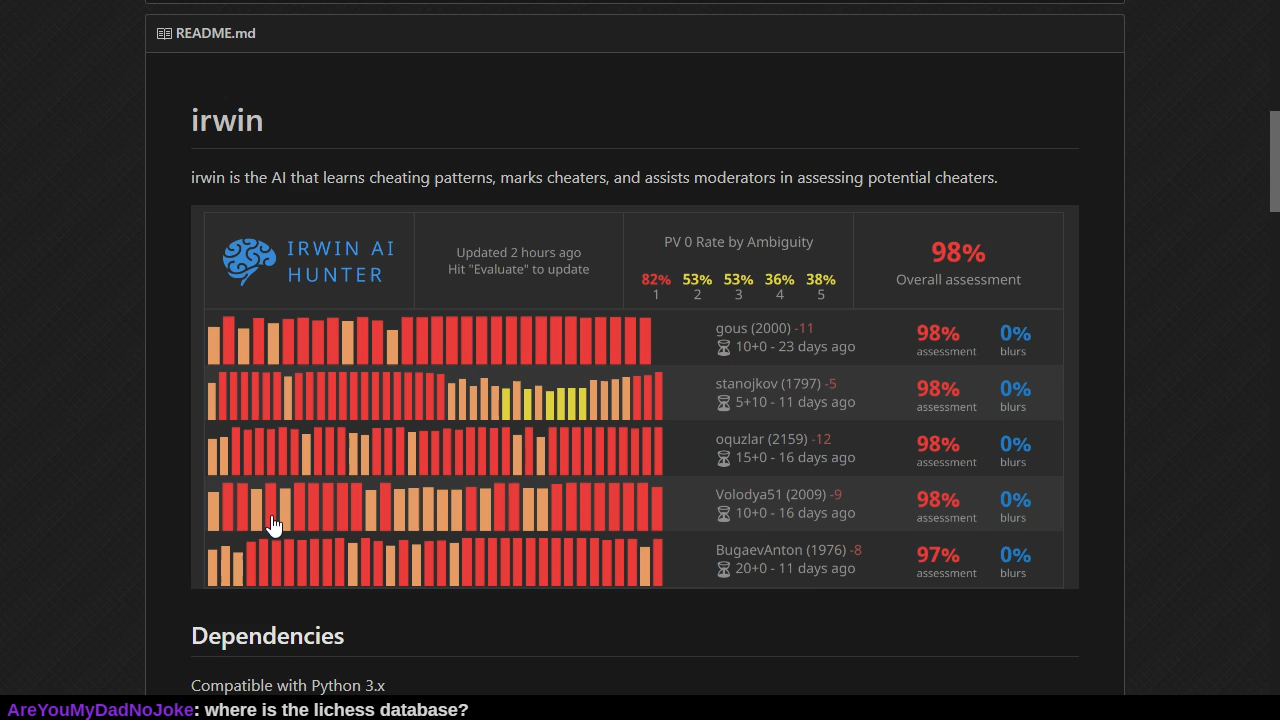 README.md
irwin
irwin is the AI that learns cheating patterns, marks cheaters, and assists moderators in assessing potential cheaters.
IRWIN AI
HUNTER
Updated 2 hours ago
Hit "Evaluate" to update
PV 0 Rate by Ambiguity
82% 53% 53% 36% 38%
1 2 3 4 5
98%
Overall assessment
gous (2000) -11
10+0 - 23 days ago
98%
assessment
0%
blurs
stanojkov (1797) -5
5+10 - 11 days ago
98%
assessment
0%
blurs
oquzlar (2159) -12
15+0 - 16 days ago
98%
assessment
0%
blurs
Volodya51 (2009) -9
10+0 - 16 days ago
98%
assessment
0%
blurs
BugaevAnton (1976) -8
20+0 - 11 days ago
97%
assessment
0%
blurs
Dependencies
Compatible with Python 3.x
AreYouMyDadNoJoke: where is the lichess database?